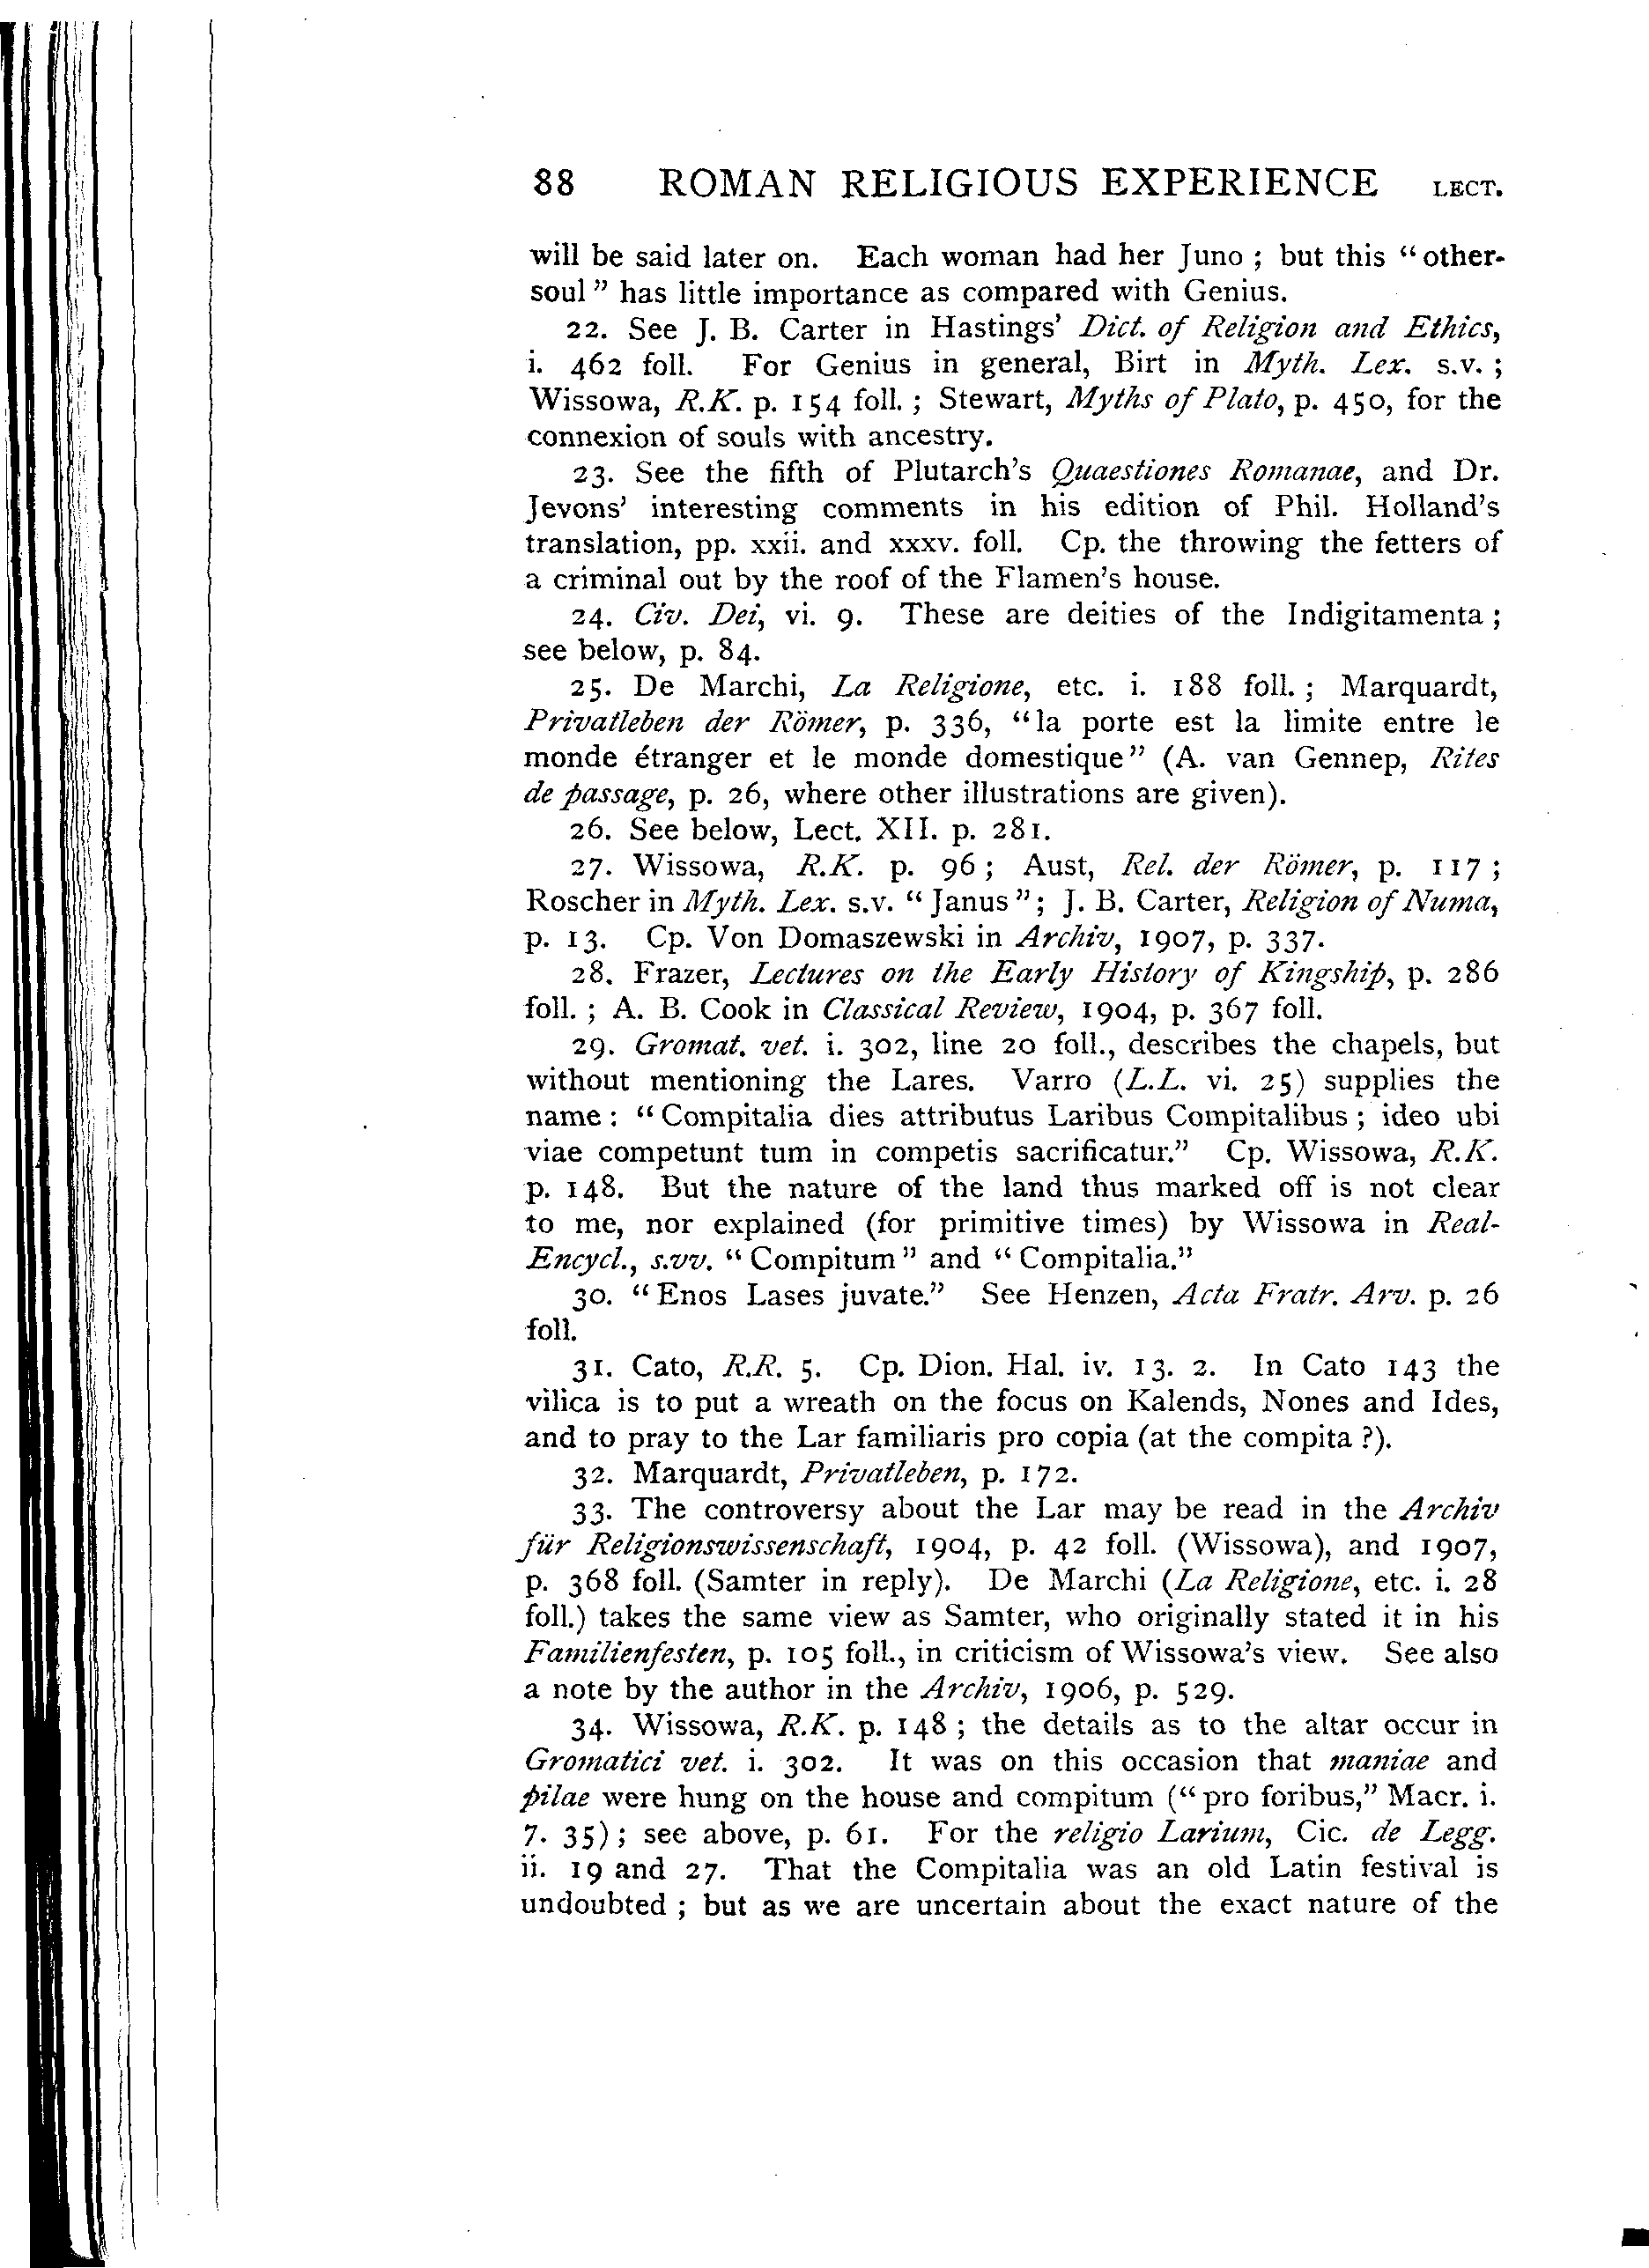 88 ROMAN RELIGIOUS EXPERIENCE LECT.
will be said later on. Each woman had her Juno ; but this “other-
soul” has little importance as compared with Genius.
22. See J. B. Carter in Hastings’ Dict. of Religion and Ethics,
i. 462 foll. For Genius in general, Birt in Myth. Lex. s.v. ;
Wissowa, R.K. p. 154 foll. ; Stewart, Myths of Plato, p. 450, for the
connexion of souls with ancestry.
23. See the fifth of Plutarch’s Quaestiones Romanae, and Dr.
Jevons’ interesting comments in his edition of Phil. Holland’s
translation, pp. xxii. and xxxv. foll. Cp. the throwing the fetters of
a criminal out by the roof of the Flamen’s house.
24. Civ. Dei, vi. 9. These are deities of the Indigitamenta ;
see below, p. 84.
25. De Marchi, La Religione, etc. i. 188 foll. ; Marquardt,
Privatleben der Römer, p. 336, “la porte est la limite entre le
monde étranger et le monde domestique” (A. van Gennep, Rites
de passage, p. 26, where other illustrations are given).
26. See below, Lect. XII. p. 281.
27. Wissowa, R.K. p. 96 ; Aust, Rel. der Römer, p. 117 ;
Roscher in Myth. Lex. s.v. “Janus”; J. B. Carter, Religion of Numa,
p. 13. Cp. Von Domaszewski in Archiv, 1907, p. 337.
28. Frazer, Lectures on the Early History of Kingship, p. 286
foll. ; A. B. Cook in Classical Review, 1904, p. 367 foll.
29. Gromat. vet. i. 302, line 20 foll., describes the chapels, but
without mentioning the Lares. Varro (L.L. vi. 25) supplies the
name : “Compitalia dies attributus Laribus Compitalibus ; ideo ubi
viae competunt tum in competis sacrificatur.” Cp. Wissowa, R.K.
p. 148. But the nature of the land thus marked off is not clear
to me, nor explained (for primitive times) by Wissowa in Real-
Encycl., s.vv. “Compitum” and “Compitalia.”
30. “Enos Lases juvate.” See Henzen, Acta Fratr. Arv. p. 26
foll.
31. Cato, R.R. 5. Cp. Dion. Hal. iv. 13. 2. In Cato 143 the
vilica is to put a wreath on the focus on Kalends, Nones and Ides,
and to pray to the Lar familiaris pro copia (at the compita ?).
32. Marquardt, Privatleben, p. 172.
33. The controversy about the Lar may be read in the Archiv
für Religionswissenschaft, 1904, p. 42 foll. (Wissowa), and 1907,
p. 368 foll. (Samter in reply). De Marchi (La Religione, etc. i. 28
foll.) takes the same view as Samter, who originally stated it in his
Familienfesten, p. 105 foll., in criticism of Wissowa’s view. See also
a note by the author in the Archiv, 1906, p. 529.
34. Wissowa, R.K. p. 148 ; the details as to the altar occur in
Gromatici vet. i. 302. It was on this occasion that maniae and
pilae were hung on the house and compitum (“pro foribus,” Macr. i.
7. 35); see above, p. 61. For the religio Larium, Cic. de Legg.
ii. 19 and 27. That the Compitalia was an old Latin festival is
undoubted ; but as we are uncertain about the exact nature of the